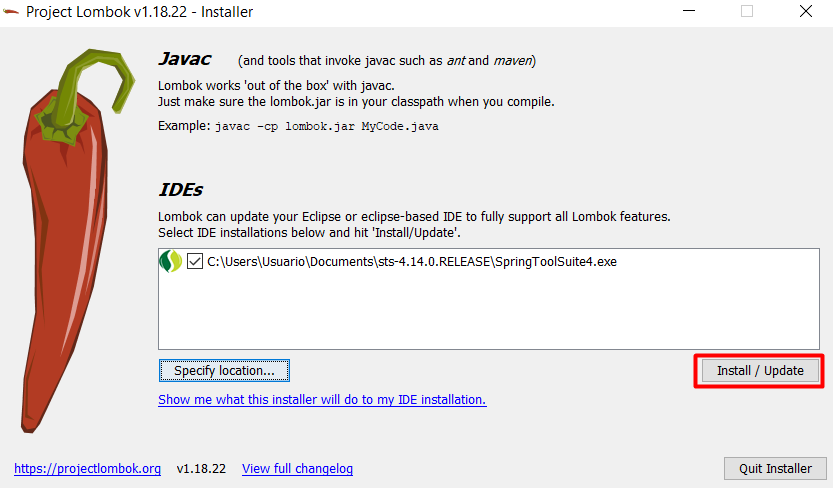 Project Lombok v1.18.22 - Installer
Javac (and tools that invoke javac such as ant and maven)
Lombok works 'out of the box' with javac.
Just make sure the lombok.jar is in your classpath when you compile.
Example: javac -cp lombok.jar MyCode.java
IDEs
Lombok can update your Eclipse or eclipse-based IDE to fully support all Lombok features.
Select IDE installations below and hit 'Install/Update'.
C:\Users\Usuario\Documents\sts-4.14.0.RELEASE\SpringToolSuite4.exe
Specify location... Install / Update
Show me what this installer will do to my IDE installation.
https://projectlombok.org v1.18.22 View full changelog Quit Installer